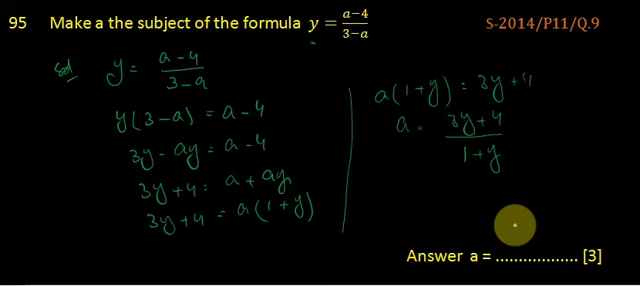 95 Make a the subject of the formula y = a−4/3−a
S-2014/P11/Q.9
Sol y = a - 4/3 - a
y(3-a) = a-4
3y - ay = a-4
3y+4 = a + ay
3y+4 = a(1+y)
a(1+y) = 3y+4
a = 3y+4/1+y
Answer a = .................. [3]